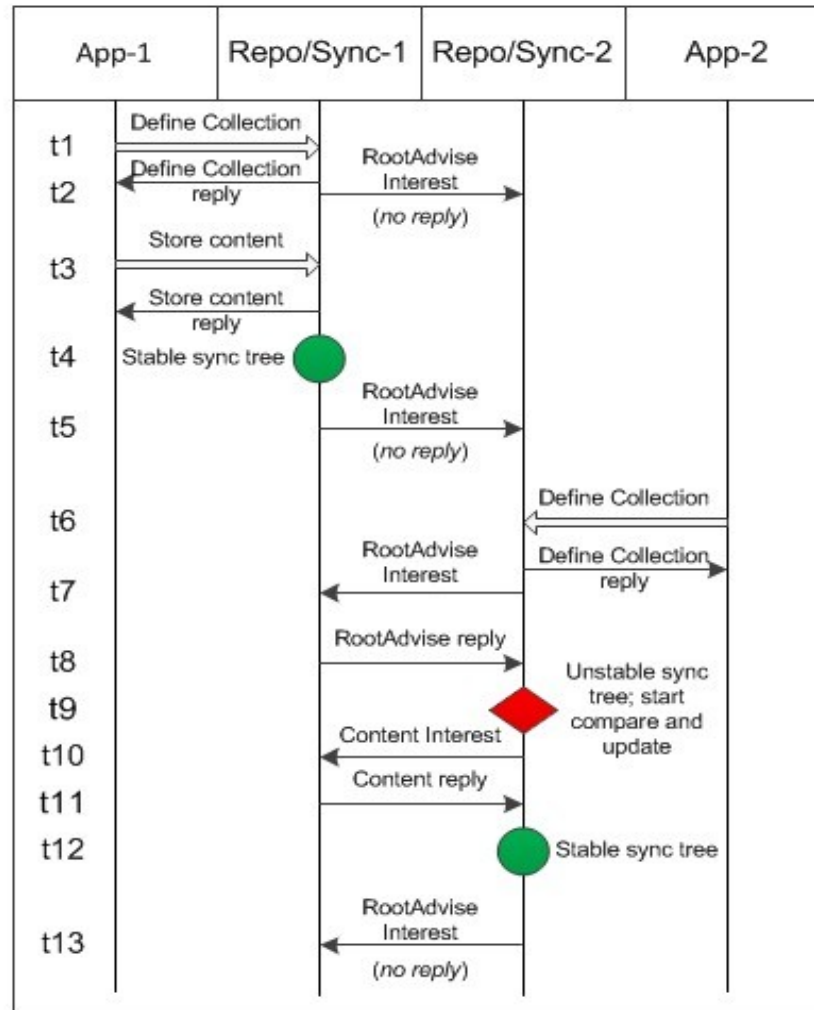 App-1 Repo/Sync-1 Repo/Sync-2 App-2
Define Collection
t1
Define Collection
reply
RootAdvise
Interest
t2
(no reply)
Store content
t3
Store content
reply
t4
Stable sync tree
RootAdvise
Interest
t5
(no reply)
Define Collection
t6
RootAdvise
Interest
Define Collection
reply
t7
RootAdvise reply
t8
Unstable sync
tree; start
compare and
update
t9
Content Interest
t10
Content reply
t11
t12
Stable sync tree
RootAdvise
Interest
t13
(no reply)